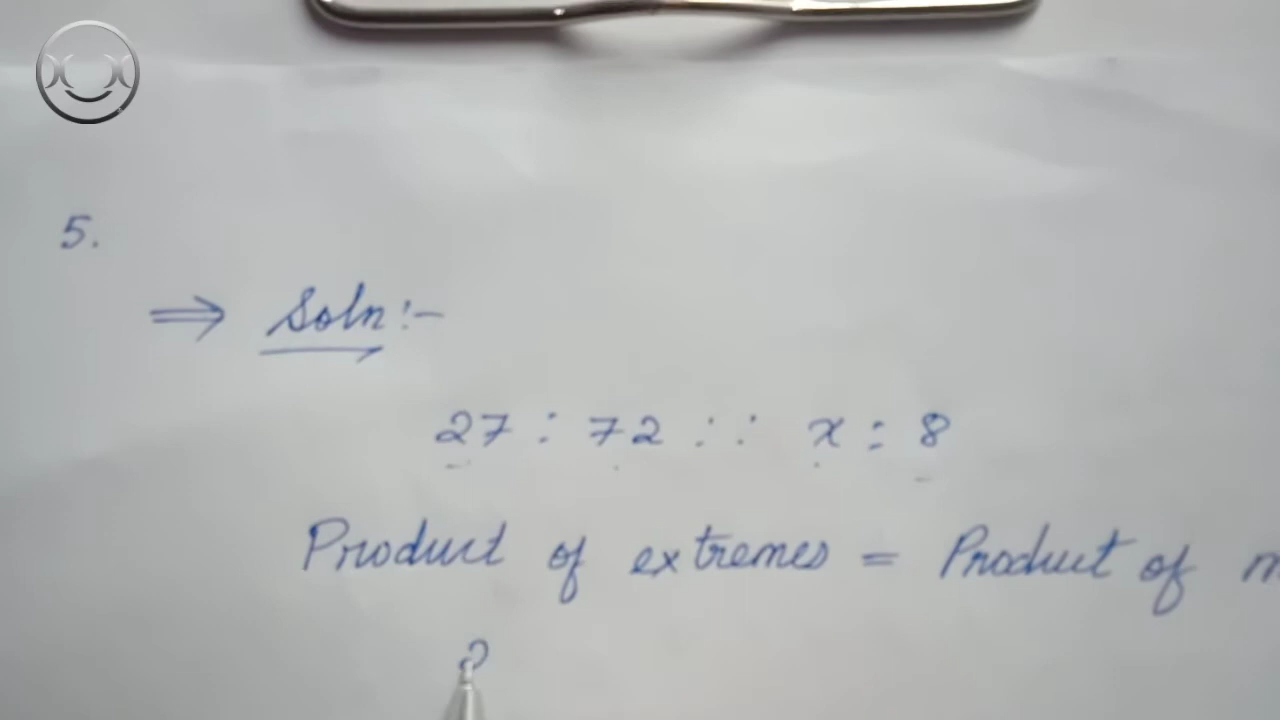 5.
⇒ Soln :-
27 : 72 :: x : 8
Product of extremes = Product of